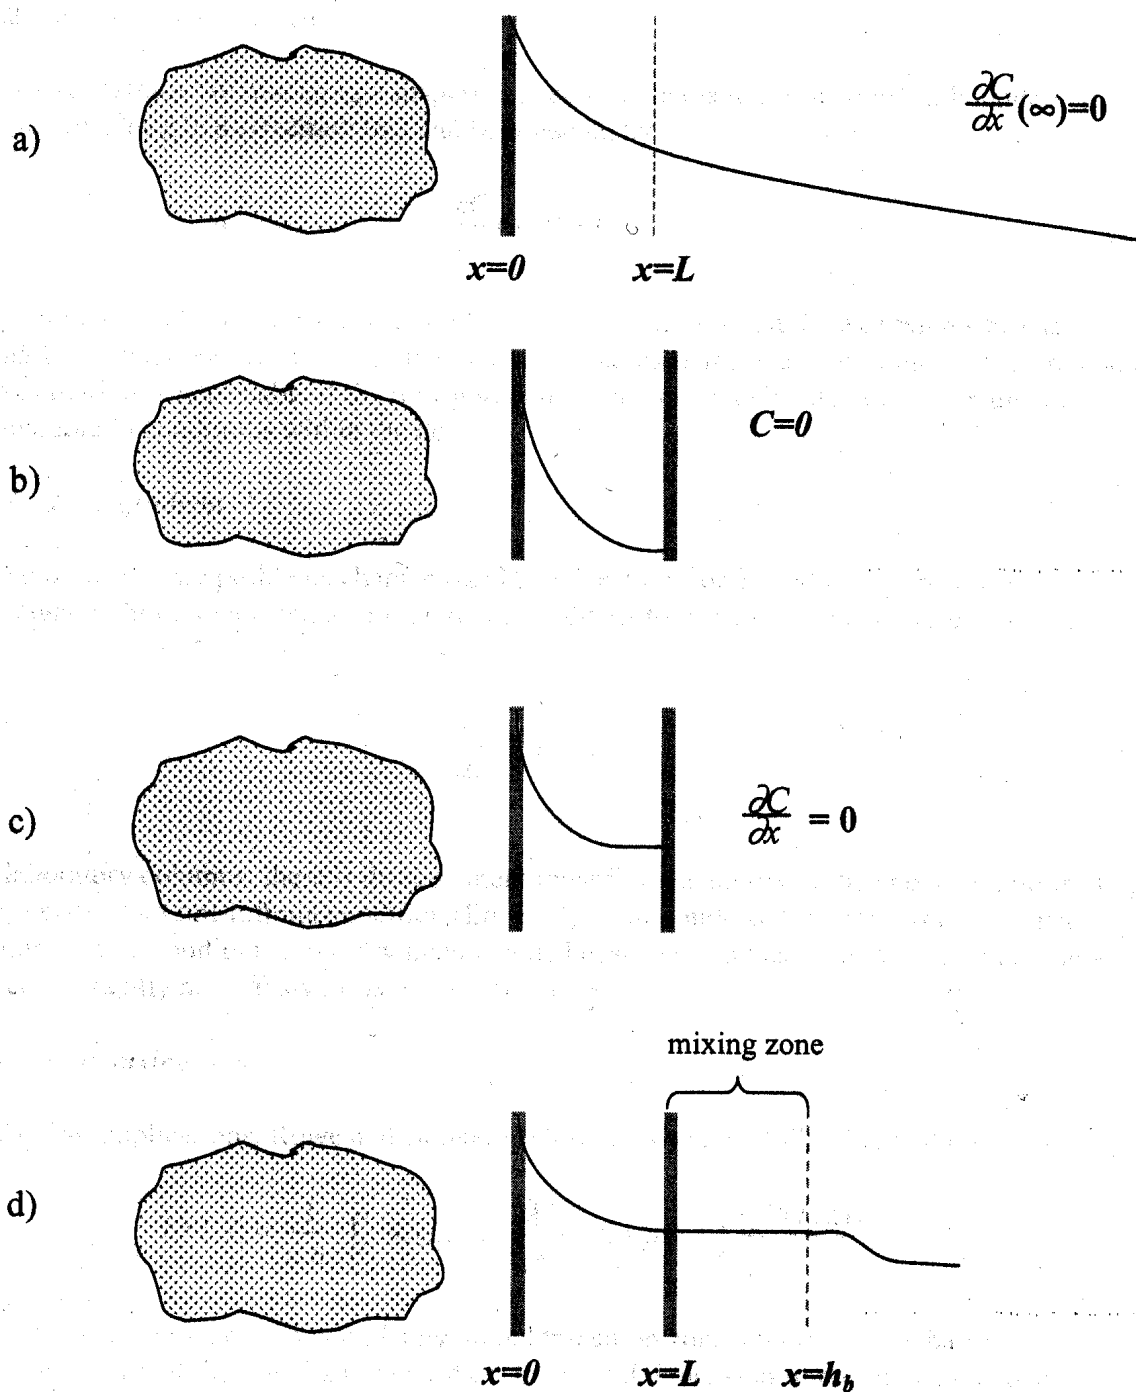 a)
∂C/∂x (∞)=0
x=0 x=L
b)
C=0
c)
∂C/∂x = 0
mixing zone
d)
x=0 x=L x=h_b